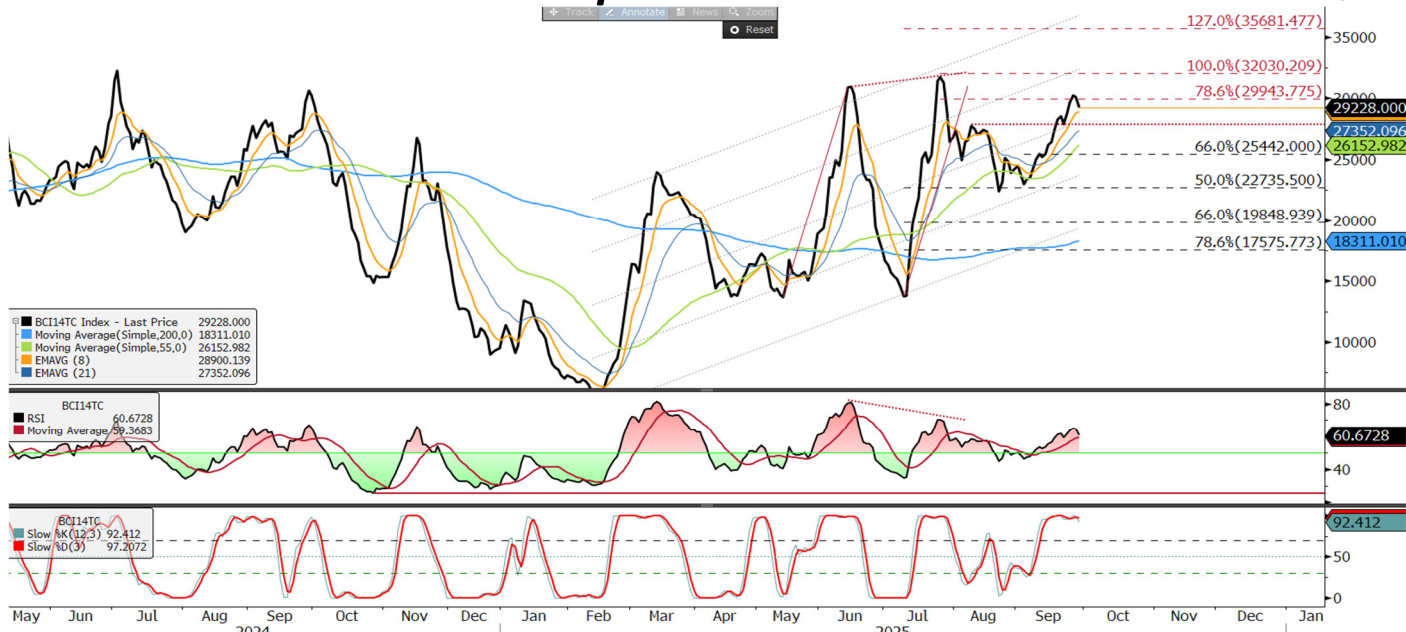 Track Annotate News Zoom
Reset
127.0%(35681.477)
35000
100.0%(32030.209)
78.6%(29943.775)
29228.000
27352.096
26152.982
66.0%(25442.000)
25000
50.0%(22735.500)
66.0%(19848.939)
20000
18311.010
78.6%(17575.773)
15000
10000
BCI14TC Index - Last Price 29228.000
Moving Average(Simple,200,0) 18311.010
Moving Average(Simple,55,0) 26152.982
EMAVG (8) 28900.139
EMAVG (21) 27352.096
BCI14TC
RSI 60.6728
Moving Average 59.3683
80
60.6728
40
BCI14TC
Slow %K(12,3) 92.412
Slow %D(3) 97.2072
92.412
50
0
May Jun Jul Aug Sep Oct Nov Dec Jan Feb Mar Apr May Jun Jul Aug Sep Oct Nov Dec Jan
2024 2025